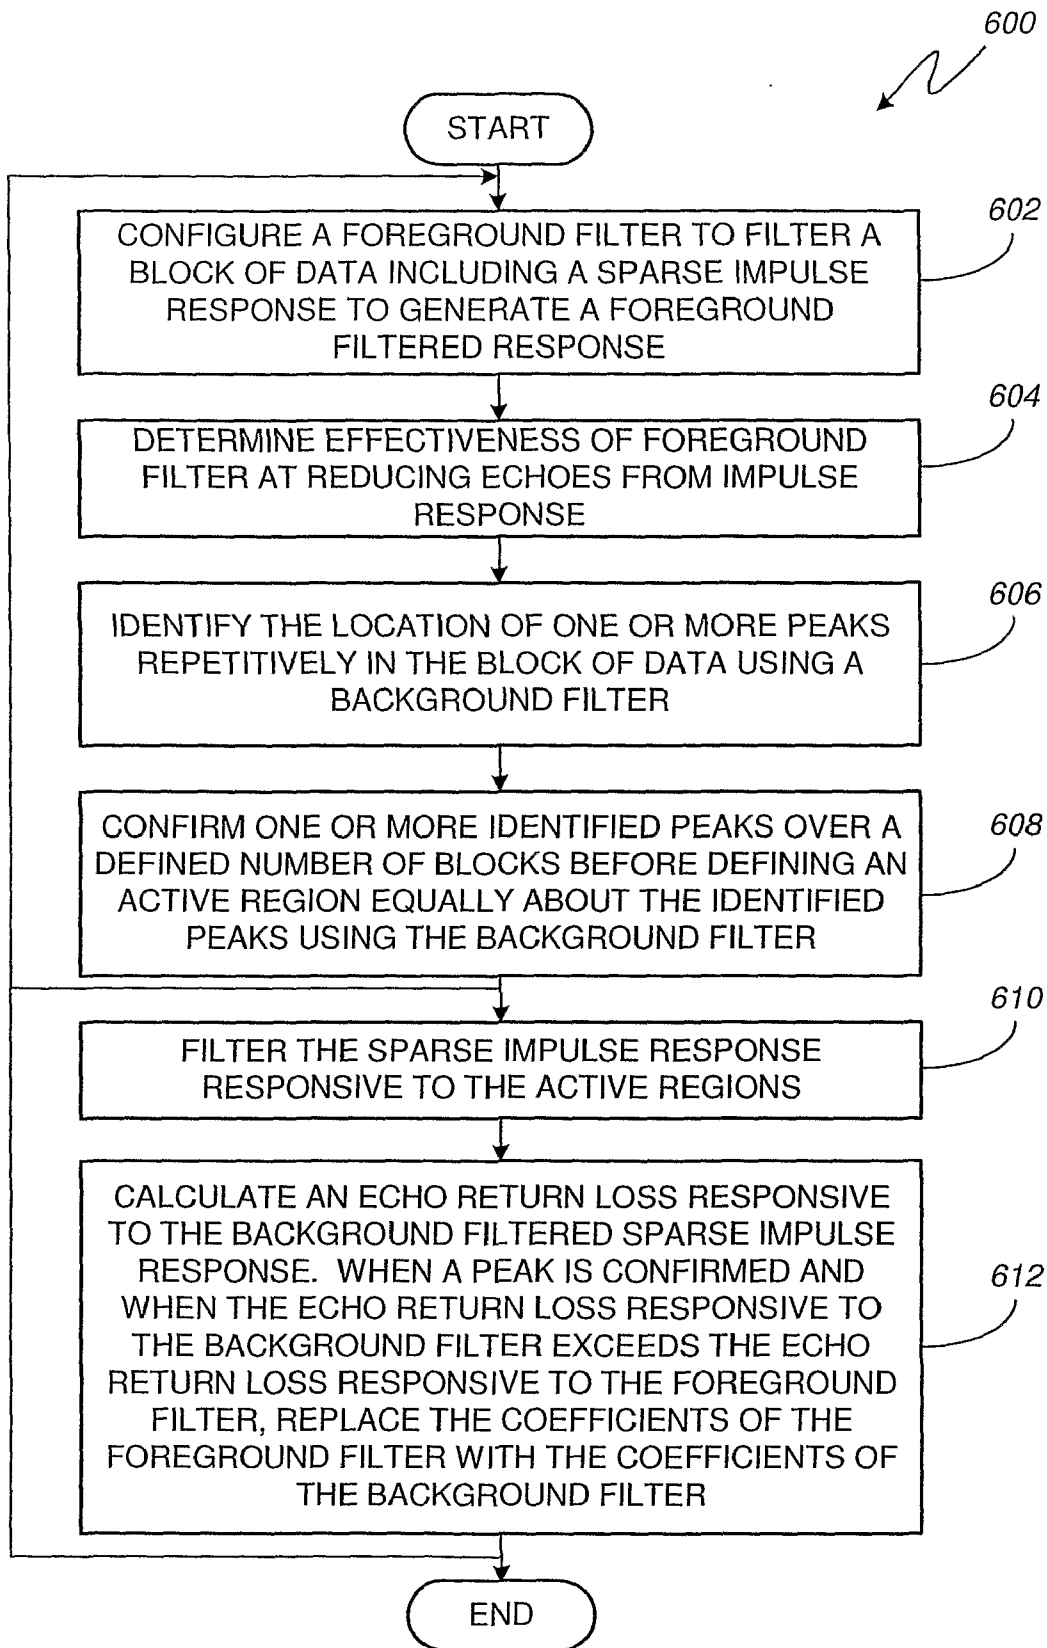 600
START
602
CONFIGURE A FOREGROUND FILTER TO FILTER A
BLOCK OF DATA INCLUDING A SPARSE IMPULSE
RESPONSE TO GENERATE A FOREGROUND
FILTERED RESPONSE
604
DETERMINE EFFECTIVENESS OF FOREGROUND
FILTER AT REDUCING ECHOES FROM IMPULSE
RESPONSE
606
IDENTIFY THE LOCATION OF ONE OR MORE PEAKS
REPETITIVELY IN THE BLOCK OF DATA USING A
BACKGROUND FILTER
608
CONFIRM ONE OR MORE IDENTIFIED PEAKS OVER A
DEFINED NUMBER OF BLOCKS BEFORE DEFINING AN
ACTIVE REGION EQUALLY ABOUT THE IDENTIFIED
PEAKS USING THE BACKGROUND FILTER
610
FILTER THE SPARSE IMPULSE RESPONSE
RESPONSIVE TO THE ACTIVE REGIONS
612
CALCULATE AN ECHO RETURN LOSS RESPONSIVE
TO THE BACKGROUND FILTERED SPARSE IMPULSE
RESPONSE. WHEN A PEAK IS CONFIRMED AND
WHEN THE ECHO RETURN LOSS RESPONSIVE TO
THE BACKGROUND FILTER EXCEEDS THE ECHO
RETURN LOSS RESPONSIVE TO THE FOREGROUND
FILTER, REPLACE THE COEFFICIENTS OF THE
FOREGROUND FILTER WITH THE COEFFICIENTS OF
THE BACKGROUND FILTER
END